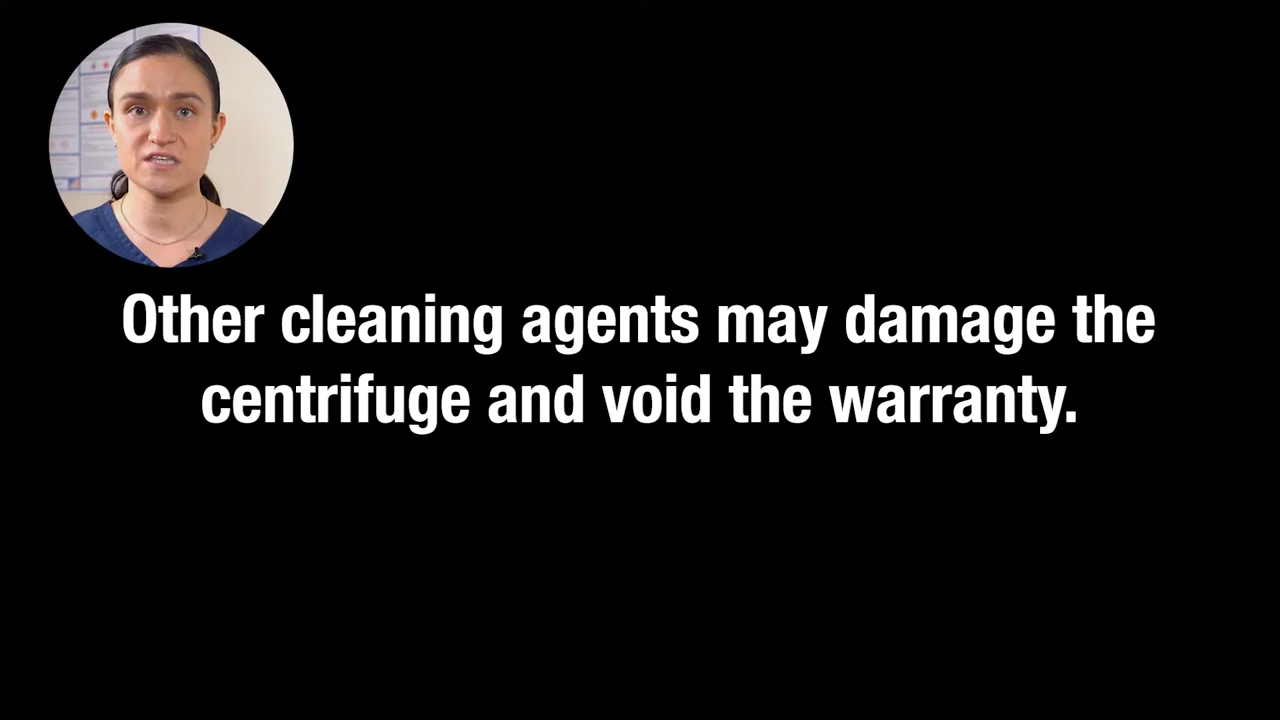 Other cleaning agents may damage the
centrifuge and void the warranty.